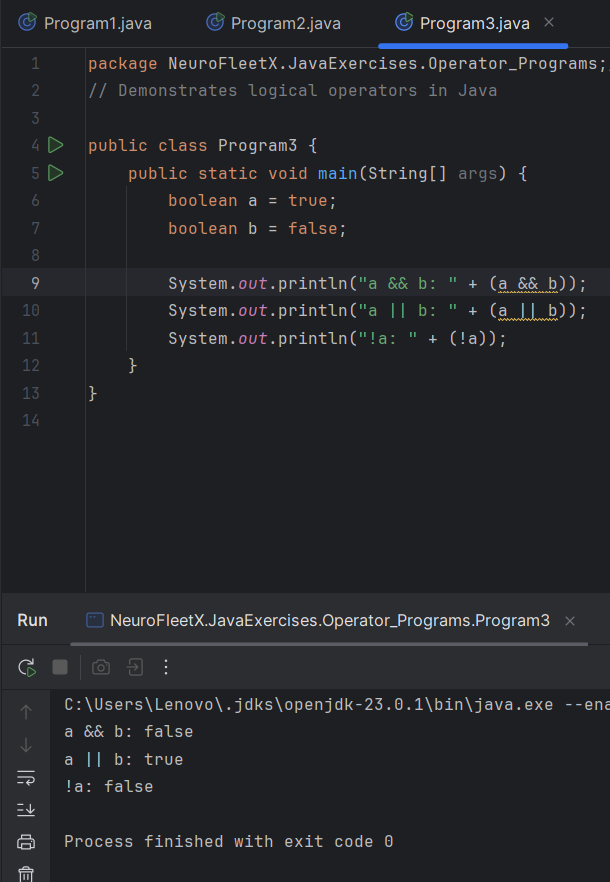 Program1.java Program2.java Program3.java
1 package NeuroFleetX.JavaExercises.Operator_Programs;
2 // Demonstrates logical operators in Java
3
4 public class Program3 {
5 public static void main(String[] args) {
6 boolean a = true;
7 boolean b = false;
8
9 System.out.println("a && b: " + (a && b));
10 System.out.println("a || b: " + (a || b));
11 System.out.println("!a: " + (!a));
12 }
13 }
14
Run NeuroFleetX.JavaExercises.Operator_Programs.Program3
C:\Users\Lenovo\.jdks\openjdk-23.0.1\bin\java.exe --ena
a && b: false
a || b: true
!a: false
Process finished with exit code 0